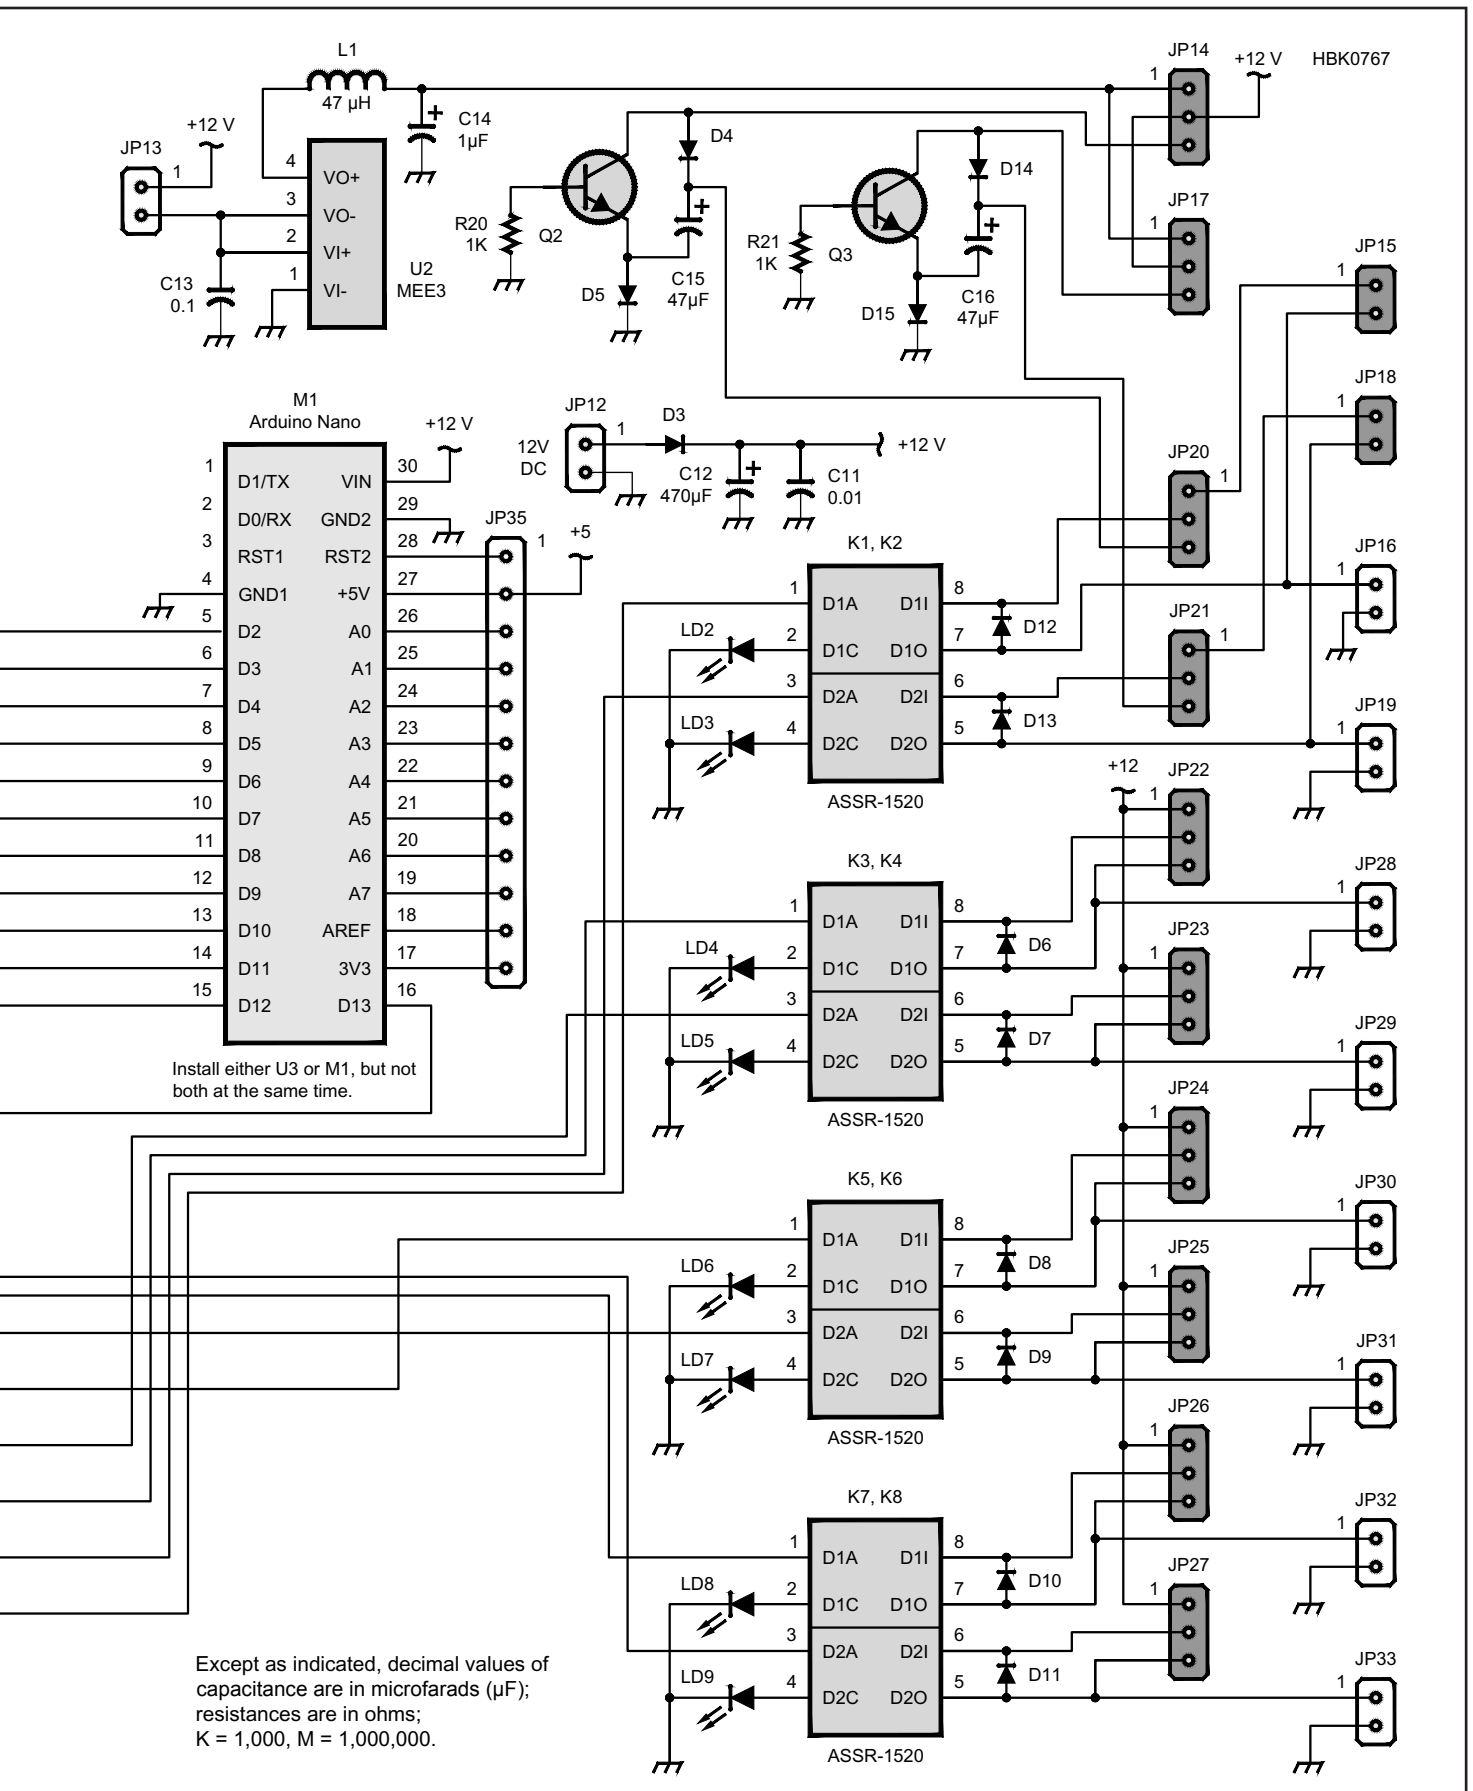 L1
47 µH
JP13
1
+12 V
4
VO+
3
VO-
2
VI+
1
VI-
C13
0.1
U2
MEE3
C14
1µF
+
R20
1K
Q2
D4
+
D5
C15
47µF
R21
1K
Q3
D14
+
D15
C16
47µF
JP14
1
+12 V
HBK0767
JP17
1
JP15
1
JP18
1
M1
Arduino Nano
+12 V
1
D1/TX
VIN
30
2
D0/RX
GND2
29
3
RST1
RST2
28
4
GND1
+5V
27
5
D2
A0
26
6
D3
A1
25
7
D4
A2
24
8
D5
A3
23
9
D6
A4
22
10
D7
A5
21
11
D8
A6
20
12
D9
A7
19
13
D10
AREF
18
14
D11
3V3
17
15
D12
D13
16
Install either U3 or M1, but not
both at the same time.
JP35
1
+5
JP12
12V
DC
1
D3
C12
470µF
+
C11
0.01
+12 V
JP20
1
JP16
1
JP21
1
JP19
1
K1, K2
1
D1A
D1I
8
2
D1C
D1O
7
3
D2A
D2I
6
4
D2C
D2O
5
LD2
LD3
D12
D13
ASSR-1520
+12
JP22
1
JP28
1
JP23
1
JP29
1
K3, K4
1
D1A
D1I
8
2
D1C
D1O
7
3
D2A
D2I
6
4
D2C
D2O
5
LD4
LD5
D6
D7
ASSR-1520
JP24
1
JP30
1
JP25
1
JP31
1
K5, K6
1
D1A
D1I
8
2
D1C
D1O
7
3
D2A
D2I
6
4
D2C
D2O
5
LD6
LD7
D8
D9
ASSR-1520
JP26
1
JP32
1
JP27
1
JP33
1
K7, K8
1
D1A
D1I
8
2
D1C
D1O
7
3
D2A
D2I
6
4
D2C
D2O
5
LD8
LD9
D10
D11
ASSR-1520
Except as indicated, decimal values of
capacitance are in microfarads (µF);
resistances are in ohms;
K = 1,000, M = 1,000,000.